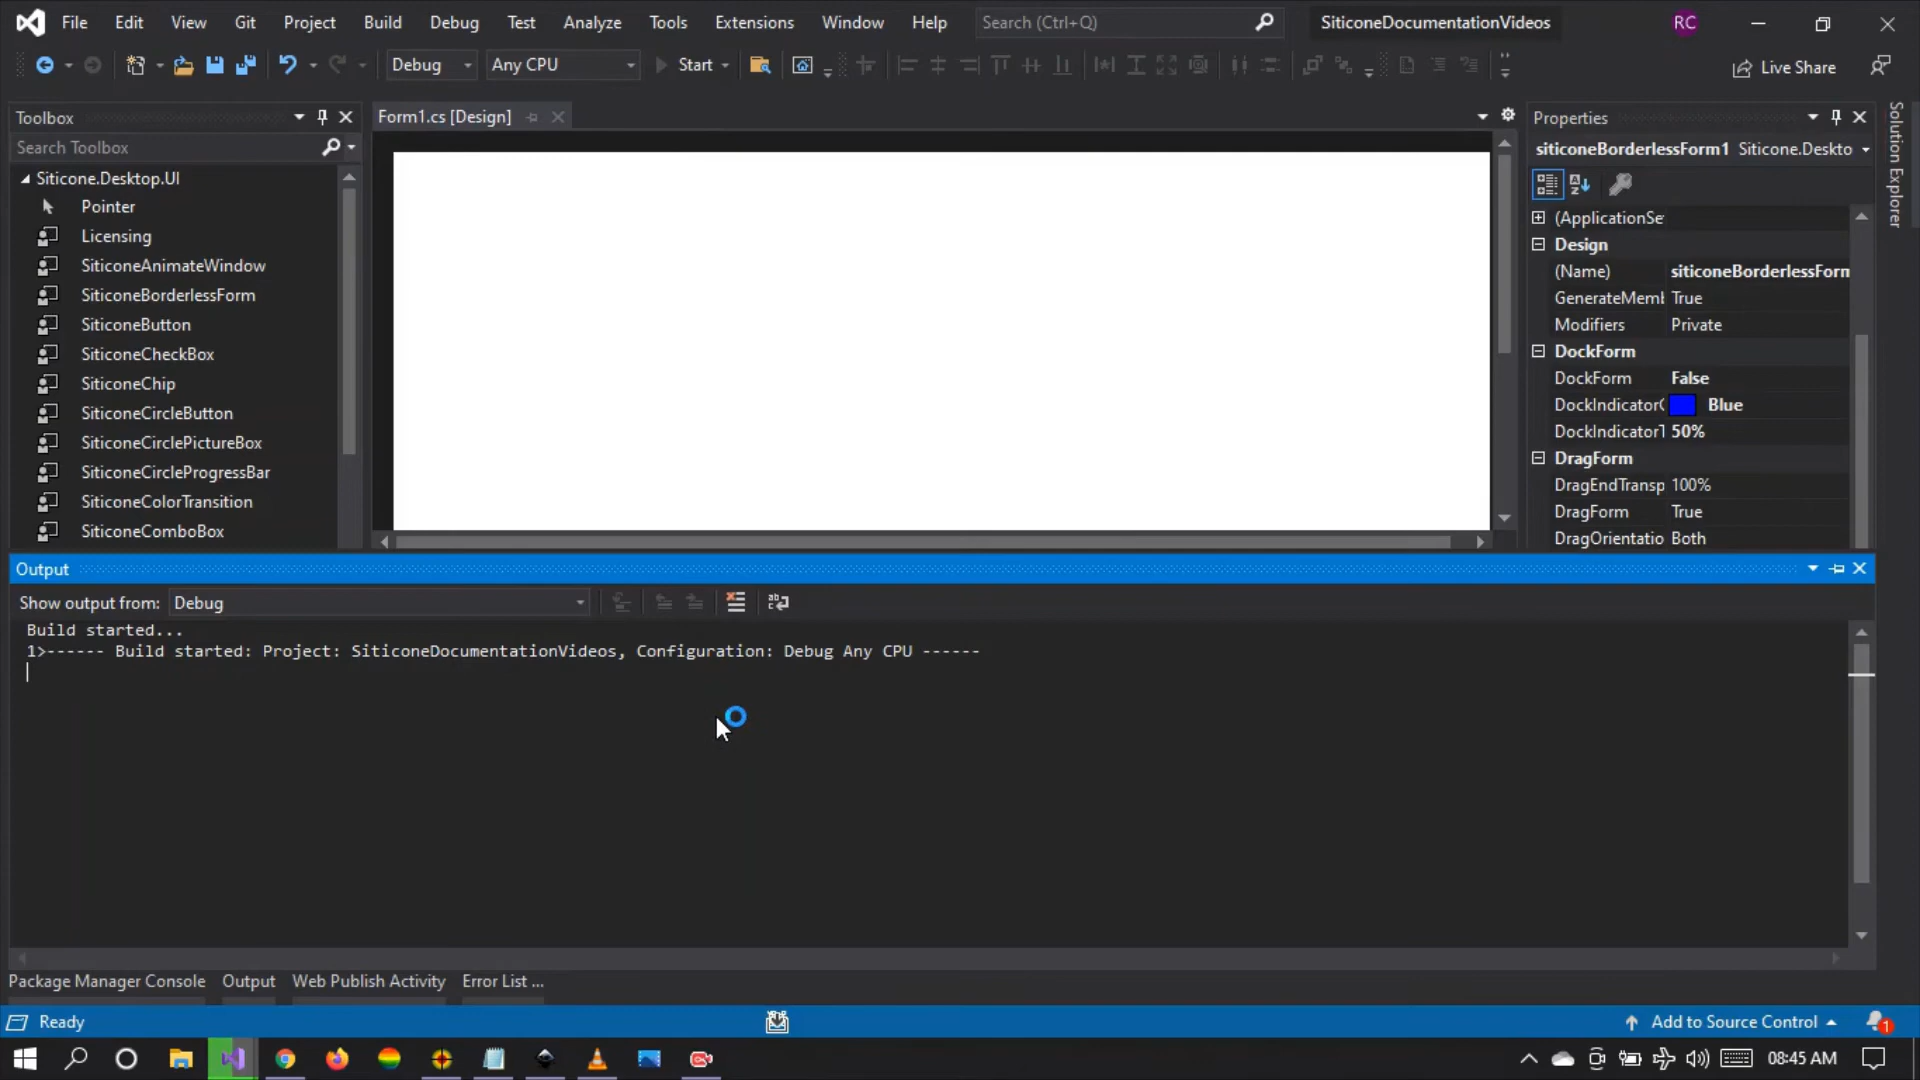 File Edit View Git Project Build Debug Test Analyze Tools Extensions Window Help Search (Ctrl+Q) SiticoneDocumentationVideos RC
Debug Any CPU Start Live Share
Toolbox
Search Toolbox
Siticone.Desktop.UI
Pointer
Licensing
SiticoneAnimateWindow
SiticoneBorderlessForm
SiticoneButton
SiticoneCheckBox
SiticoneChip
SiticoneCircleButton
SiticoneCirclePictureBox
SiticoneCircleProgressBar
SiticoneColorTransition
SiticoneComboBox
Form1.cs [Design]
Properties
siticoneBorderlessForm1 Siticone.Deskto
(ApplicationSe
Design
(Name) siticoneBorderlessForm
GenerateMemb True
Modifiers Private
DockForm
DockForm False
DockIndicatorC Blue
DockIndicatorT 50%
DragForm
DragEndTransp 100%
DragForm True
DragOrientatio Both
Solution Explorer
Output
Show output from: Debug
Build started...
1>------ Build started: Project: SiticoneDocumentationVideos, Configuration: Debug Any CPU ------
Package Manager Console Output Web Publish Activity Error List ...
Ready Add to Source Control 1
08:45 AM